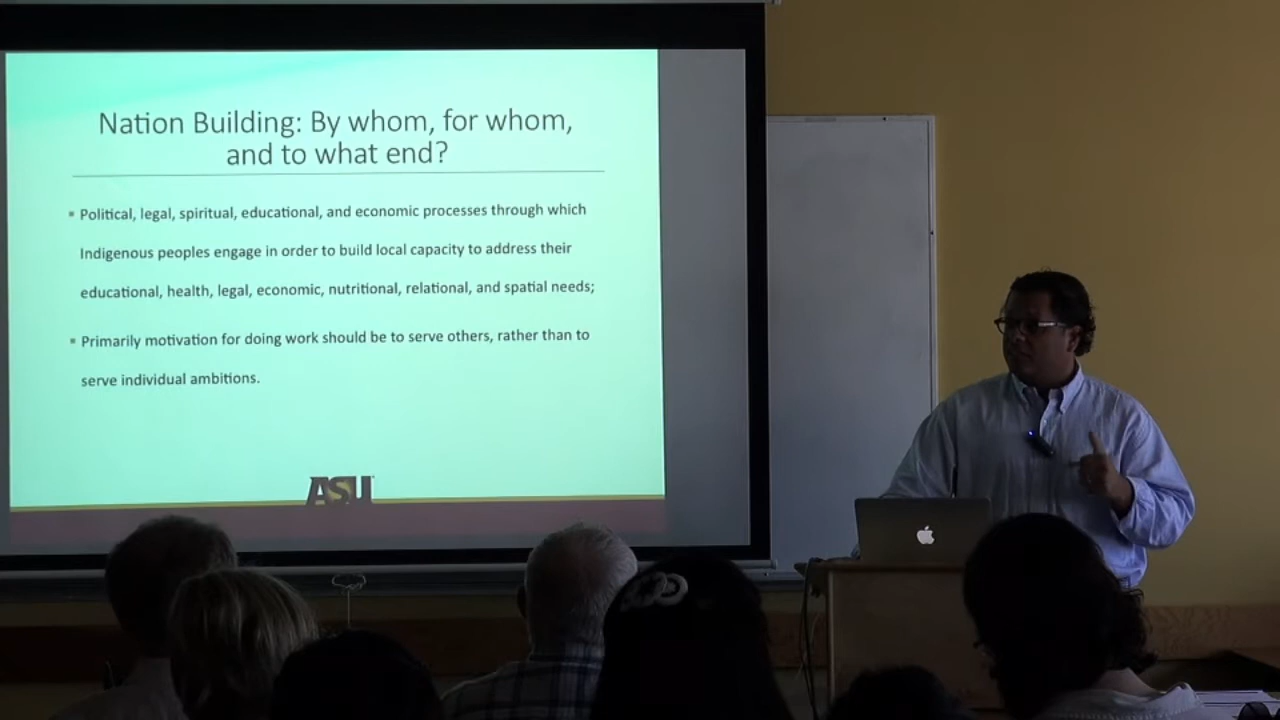 Nation Building: By whom, for whom,
and to what end?
▪ Political, legal, spiritual, educational, and economic processes through which
Indigenous peoples engage in order to build local capacity to address their
educational, health, legal, economic, nutritional, relational, and spatial needs;
▪ Primarily motivation for doing work should be to serve others, rather than to
serve individual ambitions.
ASU